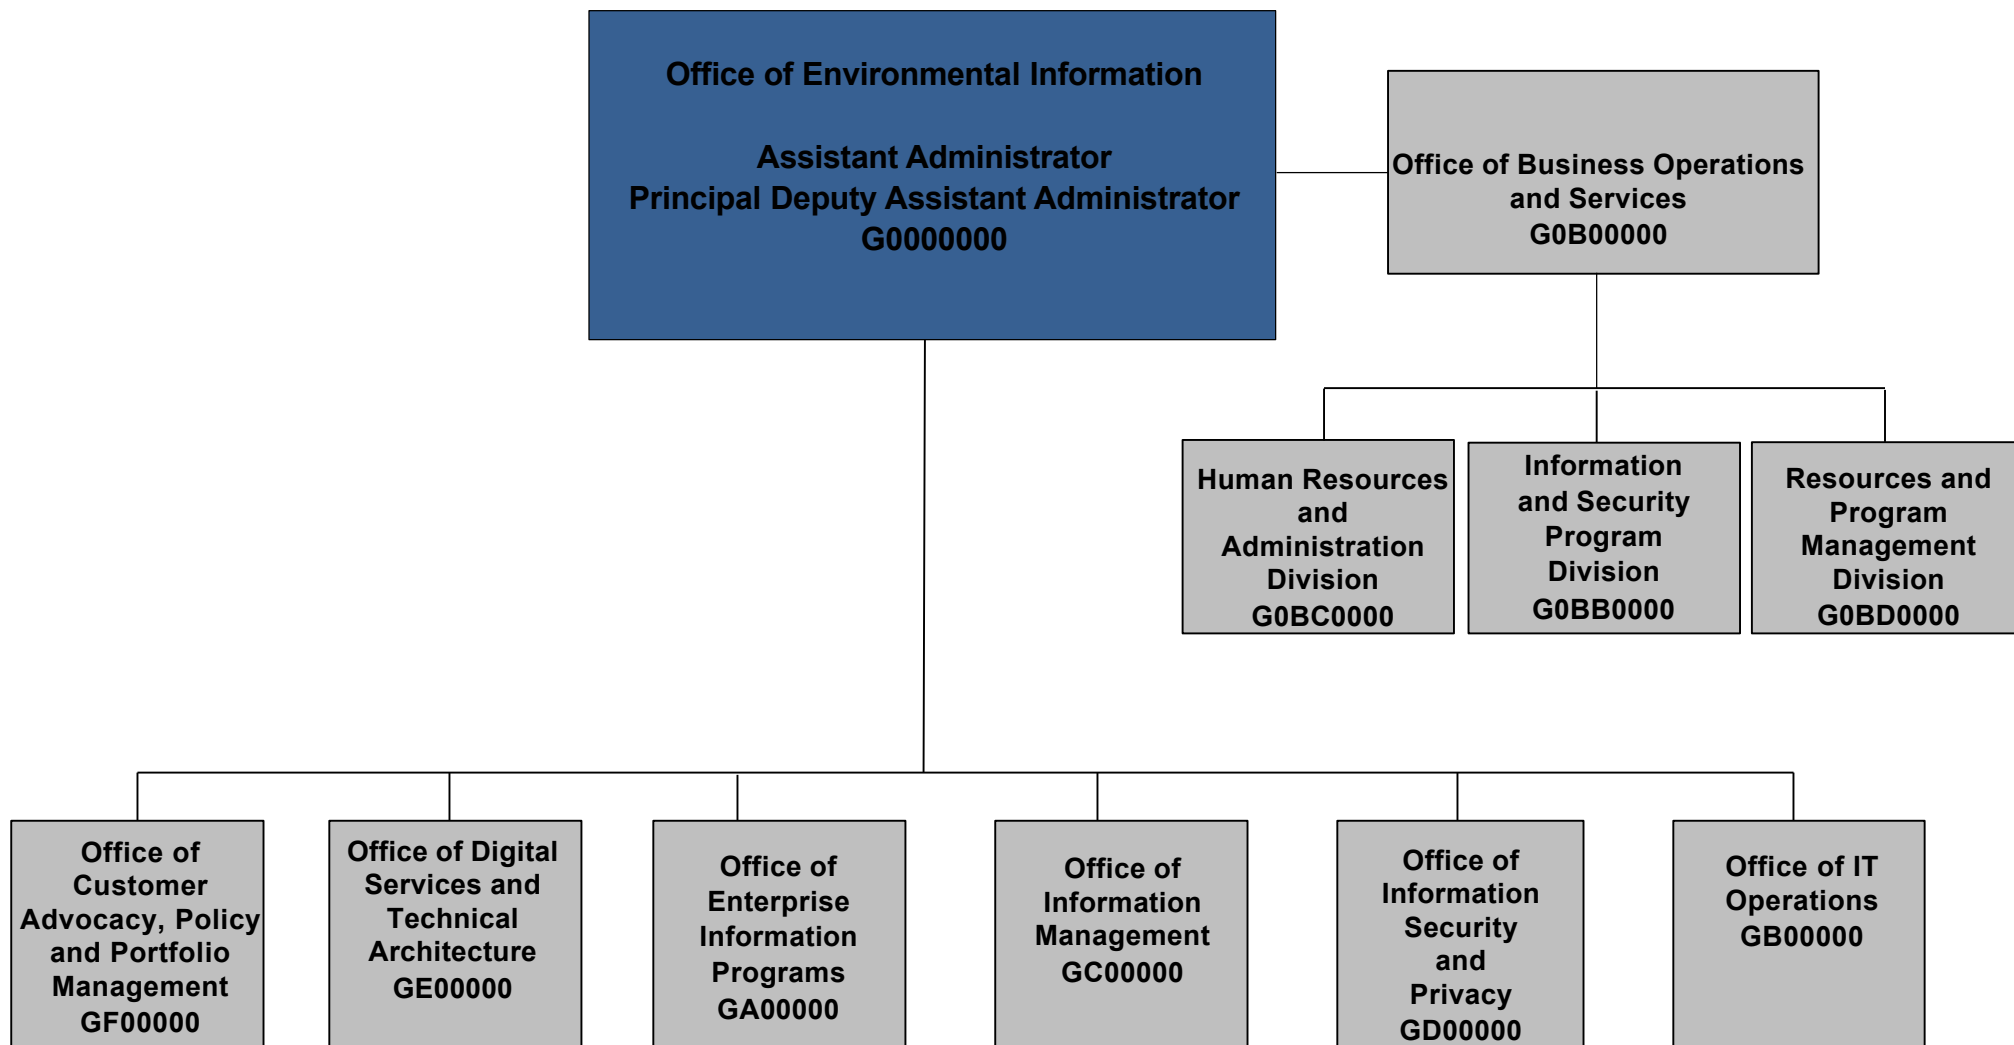 Office of Environmental Information
Assistant Administrator
Principal Deputy Assistant Administrator
G0000000
Office of Business Operations
and Services
G0B00000
Human Resources
and
Administration
Division
G0BC0000
Information
and Security
Program
Division
G0BB0000
Resources and
Program
Management
Division
G0BD0000
Office of
Customer
Advocacy, Policy
and Portfolio
Management
GF00000
Office of Digital
Services and
Technical
Architecture
GE00000
Office of
Enterprise
Information
Programs
GA00000
Office of
Information
Management
GC00000
Office of
Information
Security
and
Privacy
GD00000
Office of IT
Operations
GB00000